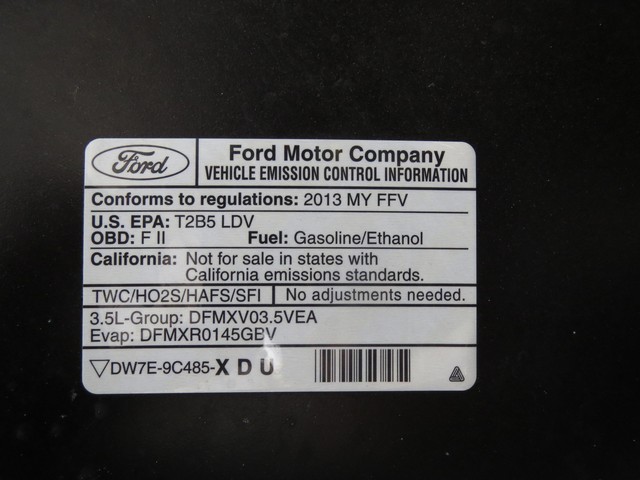 Ford
Ford Motor Company
VEHICLE EMISSION CONTROL INFORMATION
Conforms to regulations: 2013 MY FFV
U.S. EPA: T2B5 LDV
OBD: F II Fuel: Gasoline/Ethanol
California: Not for sale in states with
California emissions standards.
TWC/HO2S/HAFS/SFI No adjustments needed.
3.5L-Group: DFMXV03.5VEA
Evap: DFMXR0145GBV
▽DW7E-9C485-X D U